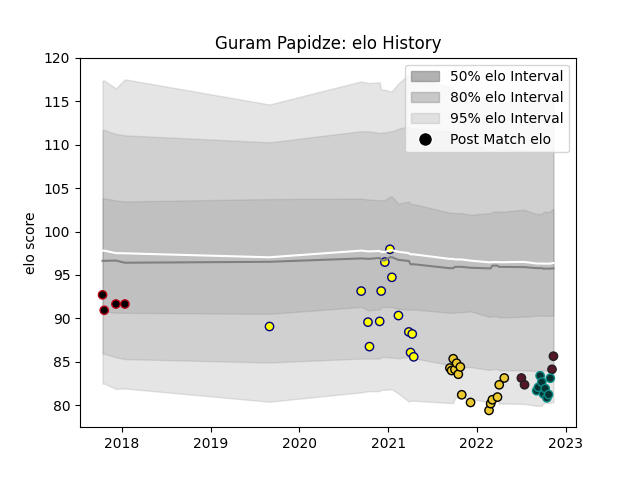 Guram Papidze: elo History
elo score
120
115
110
105
100
95
90
85
80
50% elo Interval
80% elo Interval
95% elo Interval
Post Match elo
2018
2019
2020
2021
2022
2023